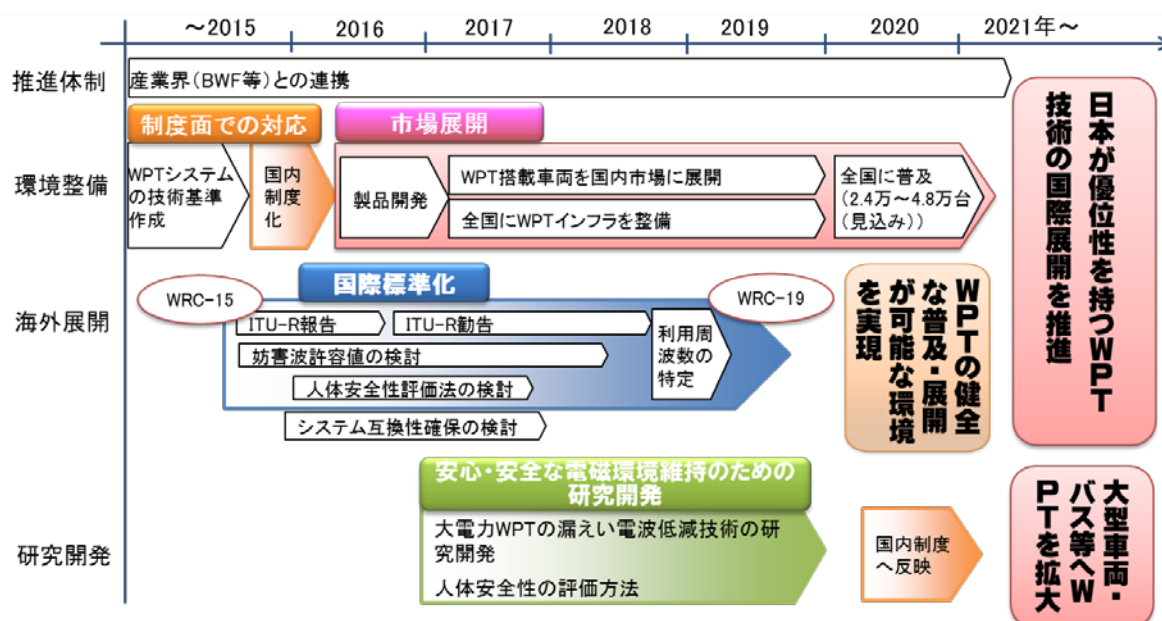 ～2015
2016
2017
2018
2019
2020
2021年～
推進体制
産業界(BWF等)との連携
制度面での対応
市場展開
環境整備
WPTシステム
の技術基準
作成
国内
制度
化
製品開発
WPT搭載車両を国内市場に展開
全国にWPTインフラを整備
全国に普及
(2.4万～4.8万台
(見込み))
日本が優位性を持つWPT
技術の国際展開を推進
海外展開
WRC-15
国際標準化
WRC-19
ITU-R報告
ITU-R勧告
妨害波許容値の検討
人体安全性評価法の検討
システム互換性確保の検討
利用周
波数の
特定
WPTの健全
な普及・展開
が可能な環境
を実現
研究開発
安心・安全な電磁環境維持のための
研究開発
大電力WPTの漏えい電波低減技術の研
究開発
人体安全性の評価方法
国内制度
へ反映
大型車両・
バス等へW
PTを拡大